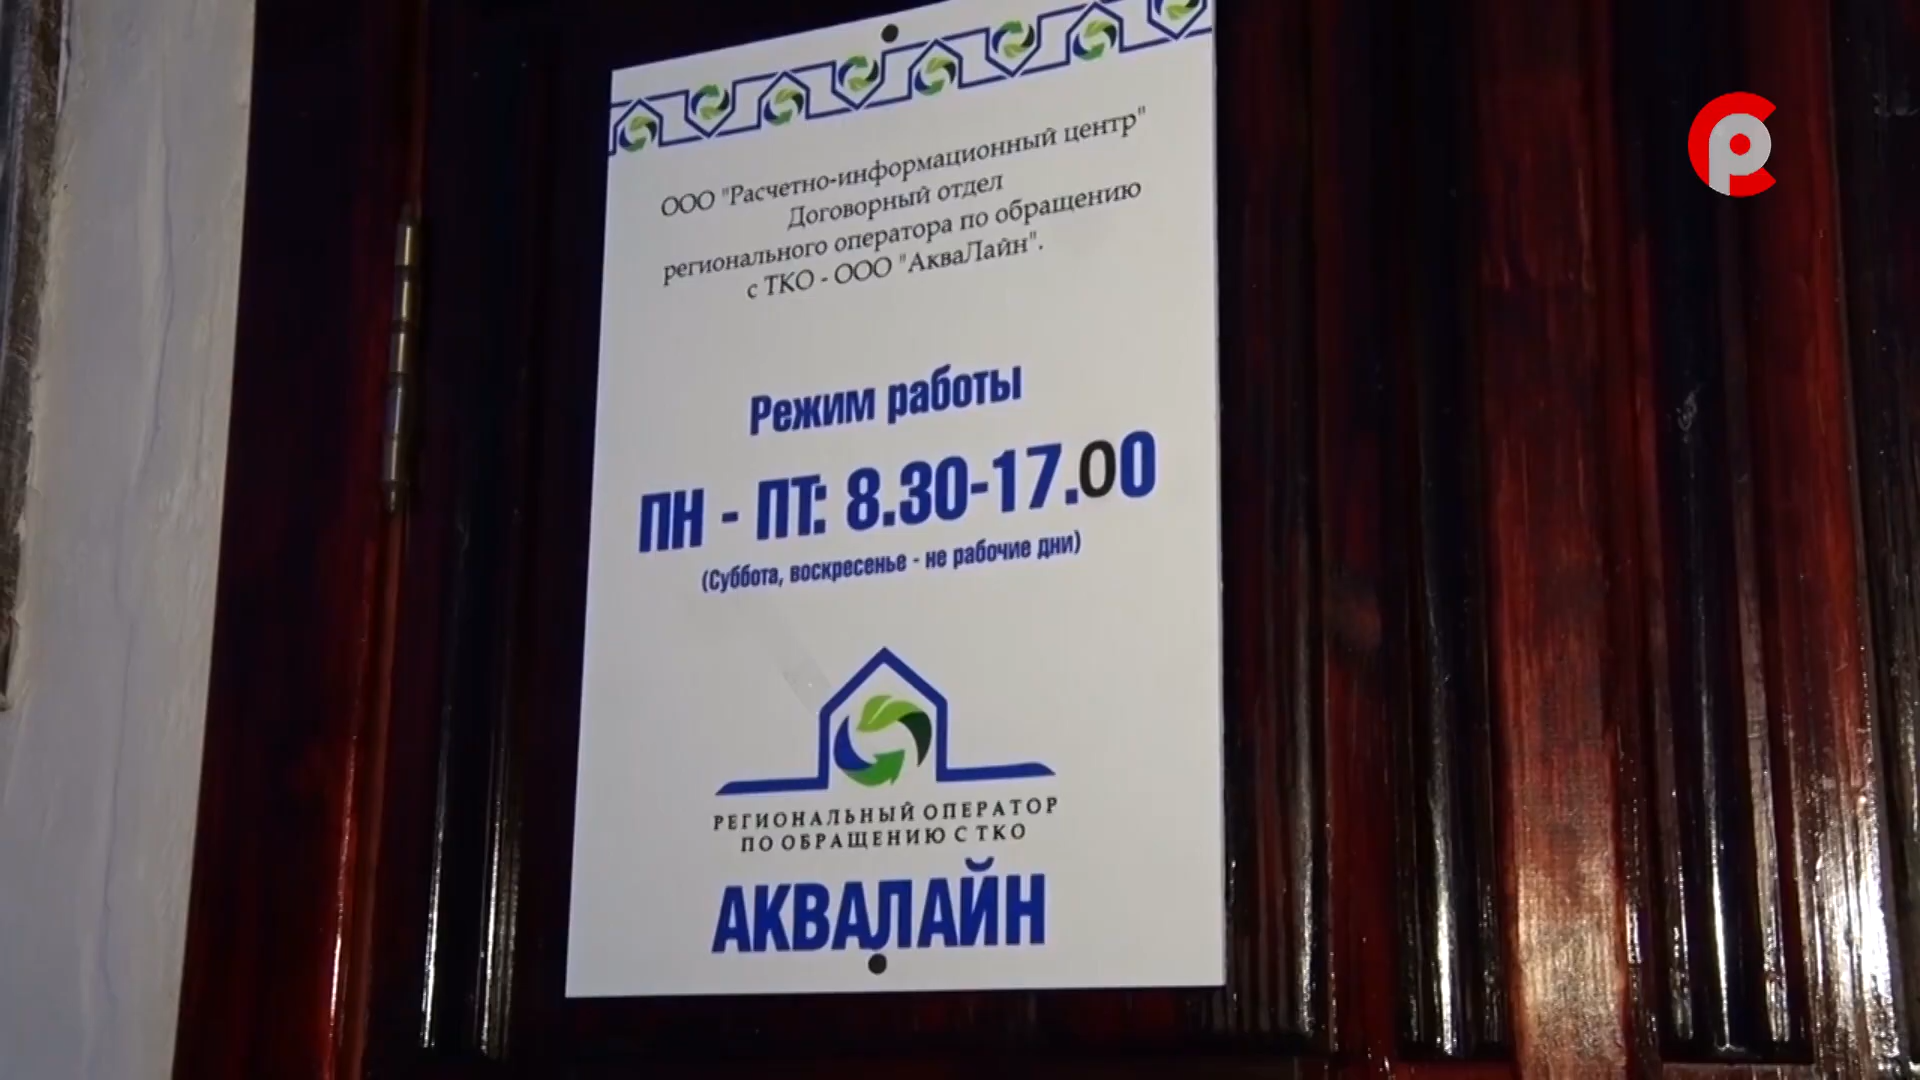 ООО "Расчетно-информационный центр"
Договорный отдел
регионального оператора по обращению
с ТКО - ООО "АкваЛайн".
Режим работы
ПН - ПТ: 8.30-17.00
(Суббота, воскресенье - не рабочие дни)
РЕГИОНАЛЬНЫЙ ОПЕРАТОР
ПО ОБРАЩЕНИЮ С ТКО
АКВАЛАЙН